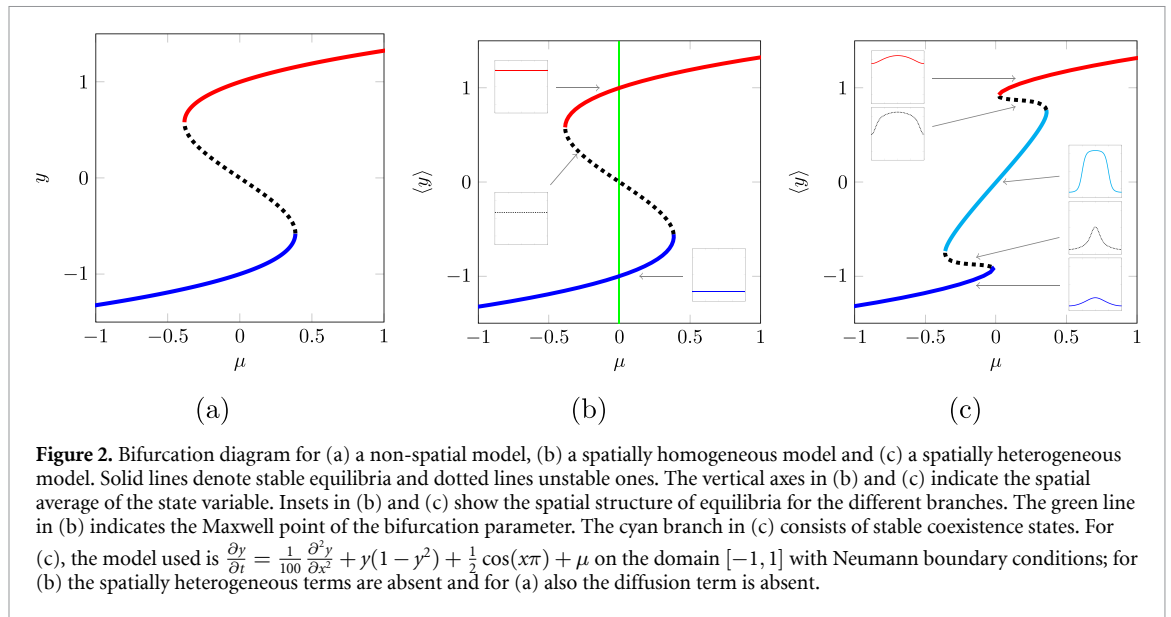 1
0
−1
y
−1
−0.5
0
0.5
1
μ
(a)
1
0
−1
⟨y⟩
−1
−0.5
0
0.5
1
μ
(b)
1
0
−1
⟨y⟩
−1
−0.5
0
0.5
1
μ
(c)
Figure 2. Bifurcation diagram for (a) a non-spatial model, (b) a spatially homogeneous model and (c) a spatially heterogeneous
model. Solid lines denote stable equilibria and dotted lines unstable ones. The vertical axes in (b) and (c) indicate the spatial
average of the state variable. Insets in (b) and (c) show the spatial structure of equilibria for the different branches. The green line
in (b) indicates the Maxwell point of the bifurcation parameter. The cyan branch in (c) consists of stable coexistence states. For
(c), the model used is ∂y/∂t = 1/100 ∂²y/∂x² + y(1 − y²) + 1/2 cos(xπ) + μ on the domain [−1, 1] with Neumann boundary conditions; for
(b) the spatially heterogeneous terms are absent and for (a) also the diffusion term is absent.